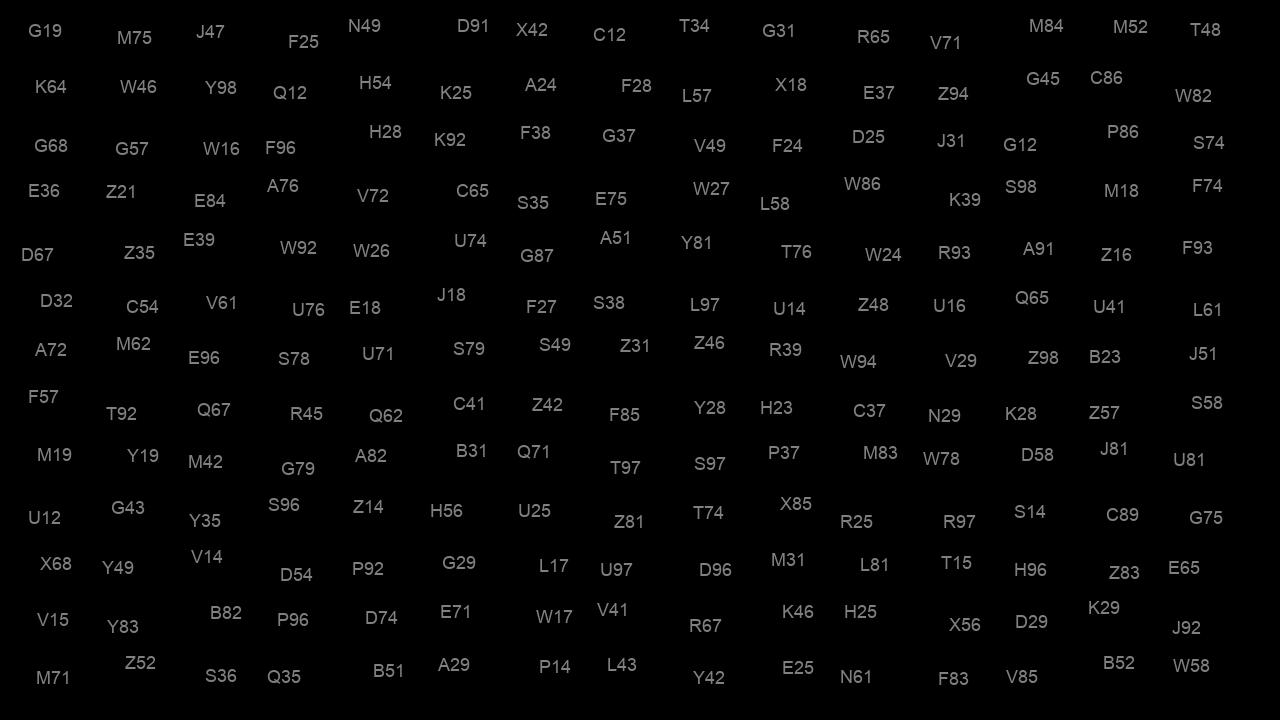 G19 M75 J47 F25 N49 D91 X42 C12 T34 G31 R65 V71 M84 M52 T48
K64 W46 Y98 Q12 H54 K25 A24 F28 L57 X18 E37 Z94 G45 C86 W82
G68 G57 W16 F96 H28 K92 F38 G37 V49 F24 D25 J31 G12 P86 S74
E36 Z21 E84 A76 V72 C65 S35 E75 W27 L58 W86 K39 S98 M18 F74
D67 Z35 E39 W92 W26 U74 G87 A51 Y81 T76 W24 R93 A91 Z16 F93
D32 C54 V61 U76 E18 J18 F27 S38 L97 U14 Z48 U16 Q65 U41 L61
A72 M62 E96 S78 U71 S79 S49 Z31 Z46 R39 W94 V29 Z98 B23 J51
F57 T92 Q67 R45 Q62 C41 Z42 F85 Y28 H23 C37 N29 K28 Z57 S58
M19 Y19 M42 G79 A82 B31 Q71 T97 S97 P37 M83 W78 D58 J81 U81
U12 G43 Y35 S96 Z14 H56 U25 Z81 T74 X85 R25 R97 S14 C89 G75
X68 Y49 V14 D54 P92 G29 L17 U97 D96 M31 L81 T15 H96 Z83 E65
V15 Y83 B82 P96 D74 E71 W17 V41 R67 K46 H25 X56 D29 K29 J92
M71 Z52 S36 Q35 B51 A29 P14 L43 Y42 E25 N61 F83 V85 B52 W58